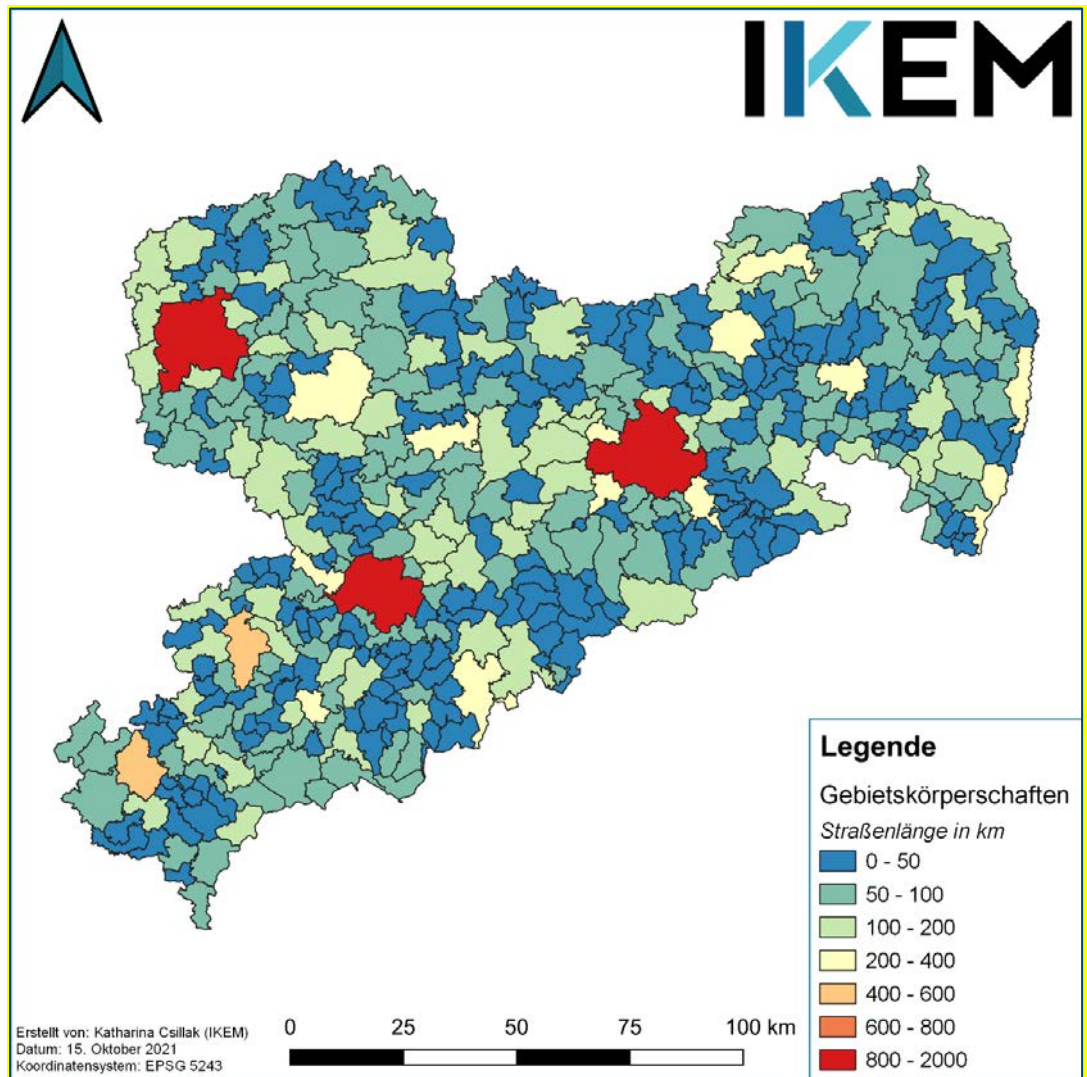 IKEM
Legende
Gebietskörperschaften
Straßenlänge in km
0 - 50
50 - 100
100 - 200
200 - 400
400 - 600
600 - 800
800 - 2000
Erstellt von: Katharina Csillak (IKEM)
Datum: 15. Oktober 2021
Koordinatensystem: EPSG 5243
0 25 50 75 100 km